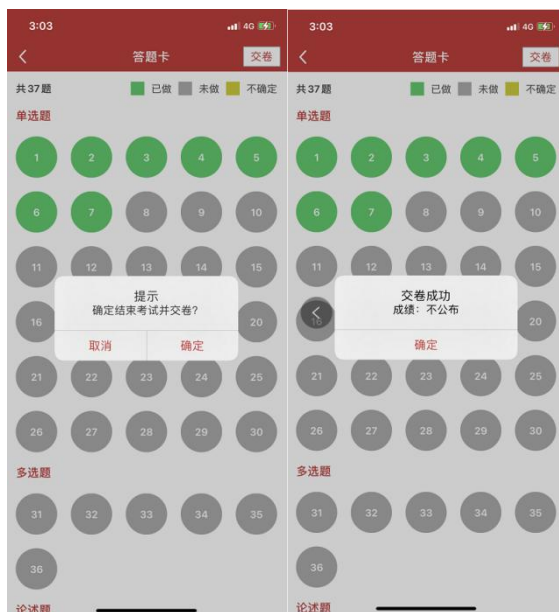 3:03
4G
答题卡
交卷
共37题
已做
未做
不确定
单选题
1 2 3 4 5
6 7 8 9 10
11 12 13 14 15
提示
确定结束考试并交卷?
16
20
取消
确定
21 22 23 24 25
26 27 28 29 30
多选题
31 32 33 34 35
36
论述题
3:03
4G
答题卡
交卷
共37题
已做
未做
不确定
单选题
1 2 3 4 5
6 7 8 9 10
11 12 13 14 15
交卷成功
成绩：不公布
16
20
确定
21 22 23 24 25
26 27 28 29 30
多选题
31 32 33 34 35
36
论述题